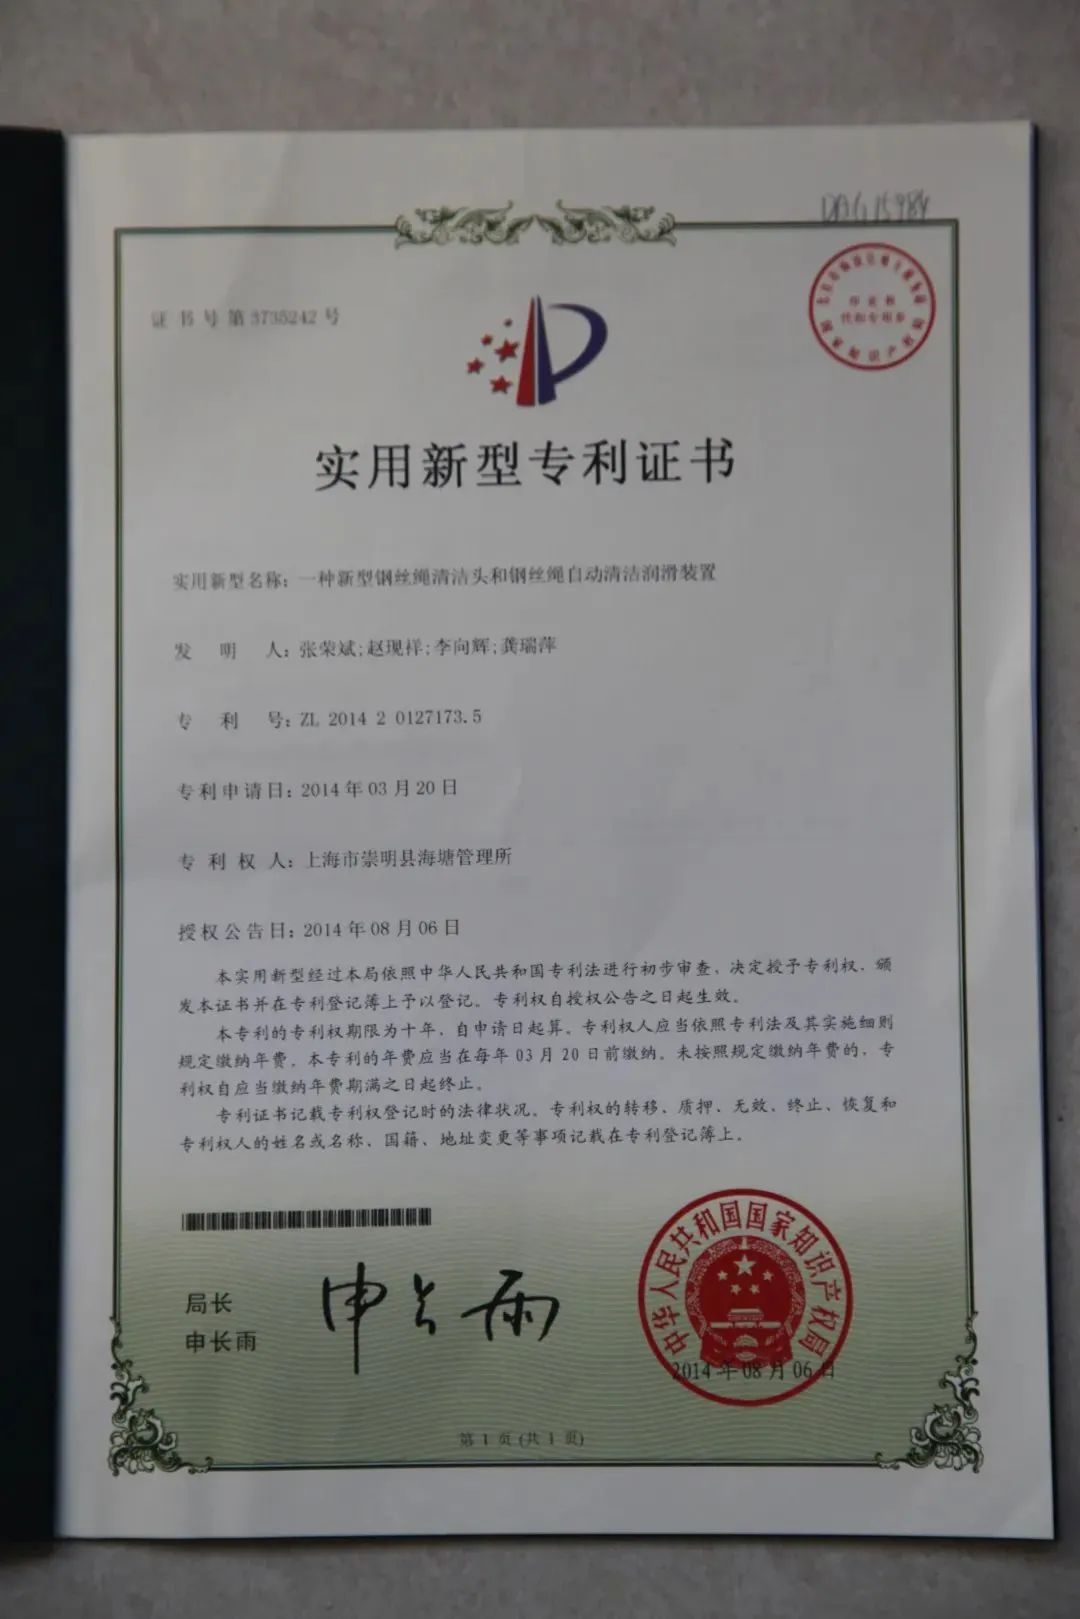 DAG15984
证书号第3735242号
实用新型专利证书
实用新型名称：一种新型钢丝绳清洁头和钢丝绳自动清洁润滑装置
发明人：张荣斌;赵现祥;李向辉;龚瑞萍
专利号：ZL 2014 2 0127173.5
专利申请日：2014年03月20日
专利权人：上海市崇明县海塘管理所
授权公告日：2014年08月06日
本实用新型经过本局依照中华人民共和国专利法进行初步审查，决定授予专利权，颁
发本证书并在专利登记簿上予以登记。专利权自授权公告之日起生效。
本专利的专利权期限为十年，自申请日起算。专利权人应当依照专利法及其实施细则
规定缴纳年费。本专利的年费应当在每年03月20日前缴纳。未按照规定缴纳年费的，专
利权自应当缴纳年费期满之日起终止。
专利证书记载专利权登记时的法律状况。专利权的转移、质押、无效、终止、恢复和
专利权人的姓名或名称、国籍、地址变更等事项记载在专利登记簿上。
局长
申长雨
申长雨
中华人民共和国国家知识产权局
2014年08月06日
第1页(共1页)